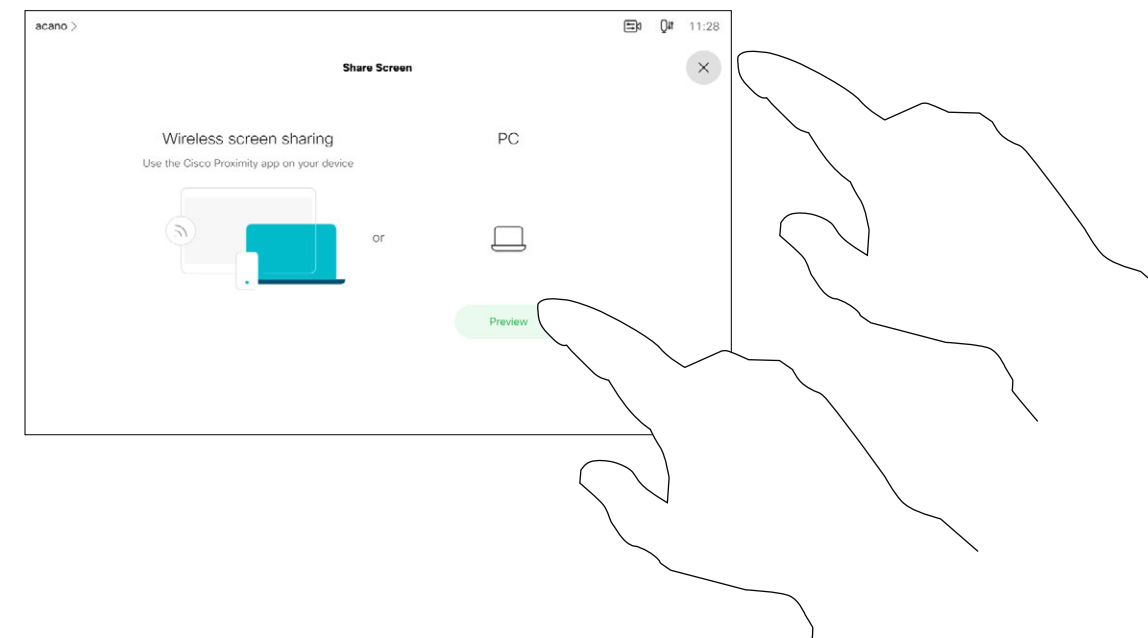 acano >
11:28
Share Screen
Wireless screen sharing
Use the Cisco Proximity app on your device
or
PC
Preview